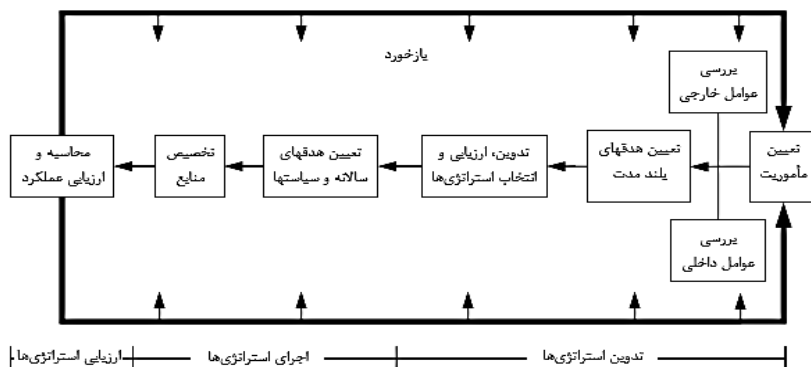 بازخورد
بررسی
عوامل خارجی
تعیین
مأموریت
تعیین هدفهای
بلند مدت
تدوین، ارزیابی و
انتخاب استراتژی‌ها
تعیین هدفهای
سالانه و سیاستها
تخصیص
منابع
محاسبه و
ارزیابی عملکرد
بررسی
عوامل داخلی
تدوین استراتژی‌ها
اجرای استراتژی‌ها
ارزیابی استراتژی‌ها